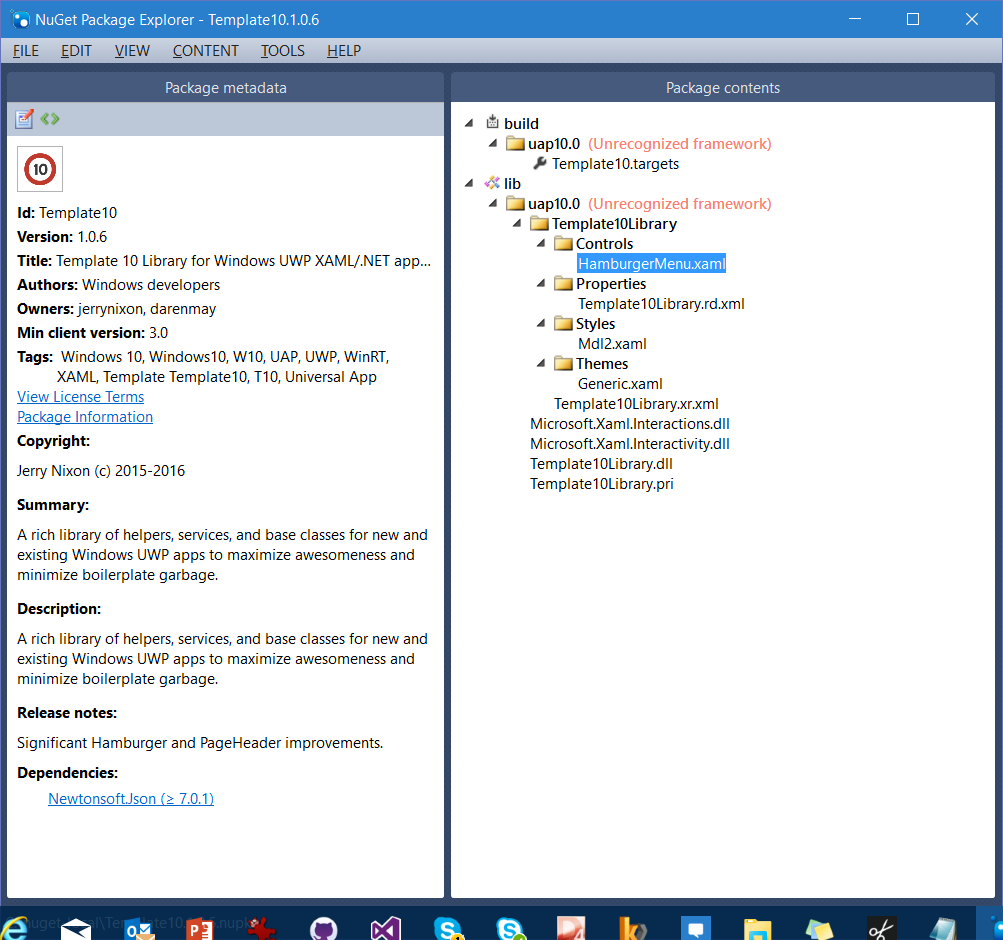 NuGet Package Explorer - Template10.1.0.6
FILE EDIT VIEW CONTENT TOOLS HELP
Package metadata
10
Id: Template10
Version: 1.0.6
Title: Template 10 Library for Windows UWP XAML/.NET app...
Authors: Windows developers
Owners: jerrynixon, darenmay
Min client version: 3.0
Tags: Windows 10, Windows10, W10, UAP, UWP, WinRT,
XAML, Template Template10, T10, Universal App
View License Terms
Package Information
Copyright:
Jerry Nixon (c) 2015-2016
Summary:
A rich library of helpers, services, and base classes for new and
existing Windows UWP apps to maximize awesomeness and
minimize boilerplate garbage.
Description:
A rich library of helpers, services, and base classes for new and
existing Windows UWP apps to maximize awesomeness and
minimize boilerplate garbage.
Release notes:
Significant Hamburger and PageHeader improvements.
Dependencies:
Newtonsoft.Json (≥ 7.0.1)
Package contents
build
uap10.0 (Unrecognized framework)
Template10.targets
lib
uap10.0 (Unrecognized framework)
Template10Library
Controls
HamburgerMenu.xaml
Properties
Template10Library.rd.xml
Styles
Mdl2.xaml
Themes
Generic.xaml
Template10Library.xr.xml
Microsoft.Xaml.Interactions.dll
Microsoft.Xaml.Interactivity.dll
Template10Library.dll
Template10Library.pri